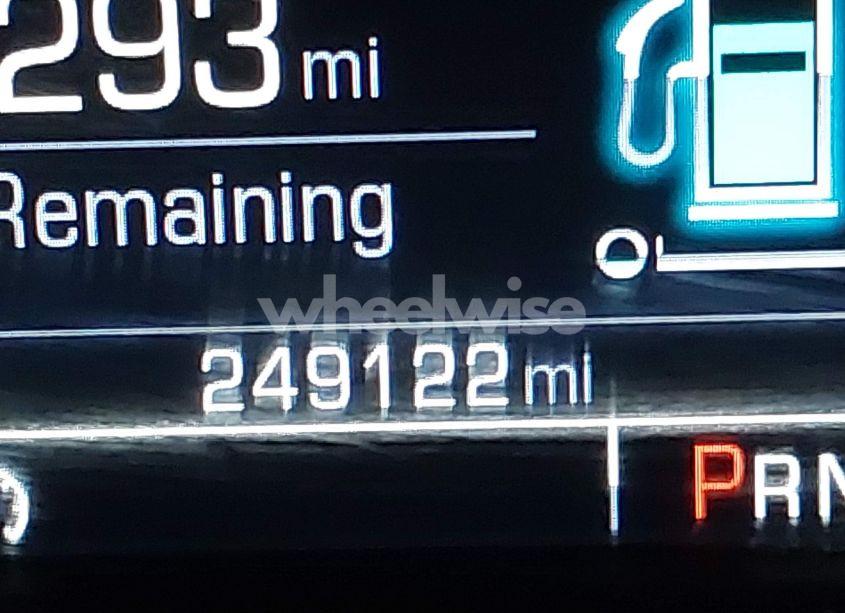 293 mi
Remaining
wheelwise
249122 mi
PRN